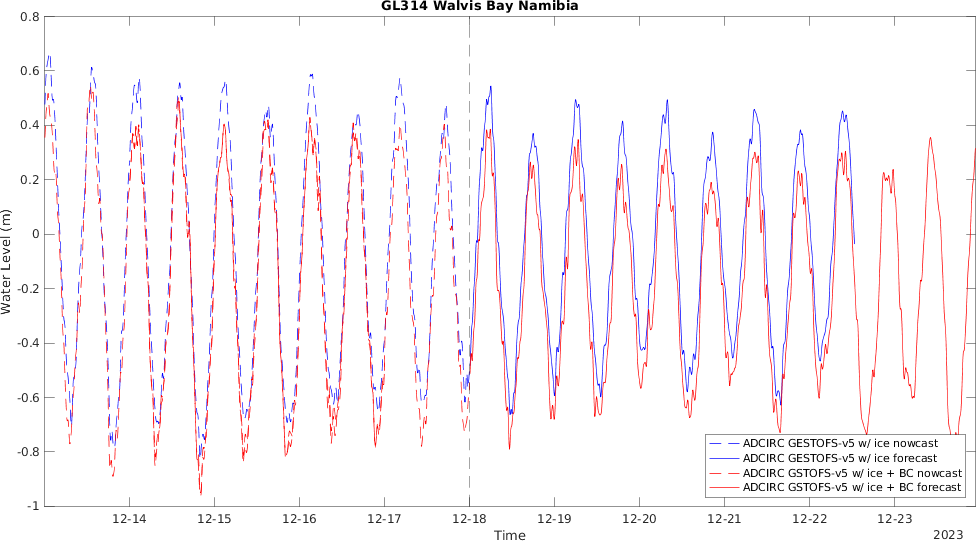 GL314 Walvis Bay Namibia
0.8
0.6
0.4
0.2
0
-0.2
-0.4
-0.6
-0.8
-1
Water Level (m)
12-14 12-15 12-16 12-17 12-18 12-19 12-20 12-21 12-22 12-23
Time
2023
ADCIRC GESTOFS-v5 w/ ice nowcast
ADCIRC GESTOFS-v5 w/ ice forecast
ADCIRC GSTOFS-v5 w/ ice + BC nowcast
ADCIRC GSTOFS-v5 w/ ice + BC forecast